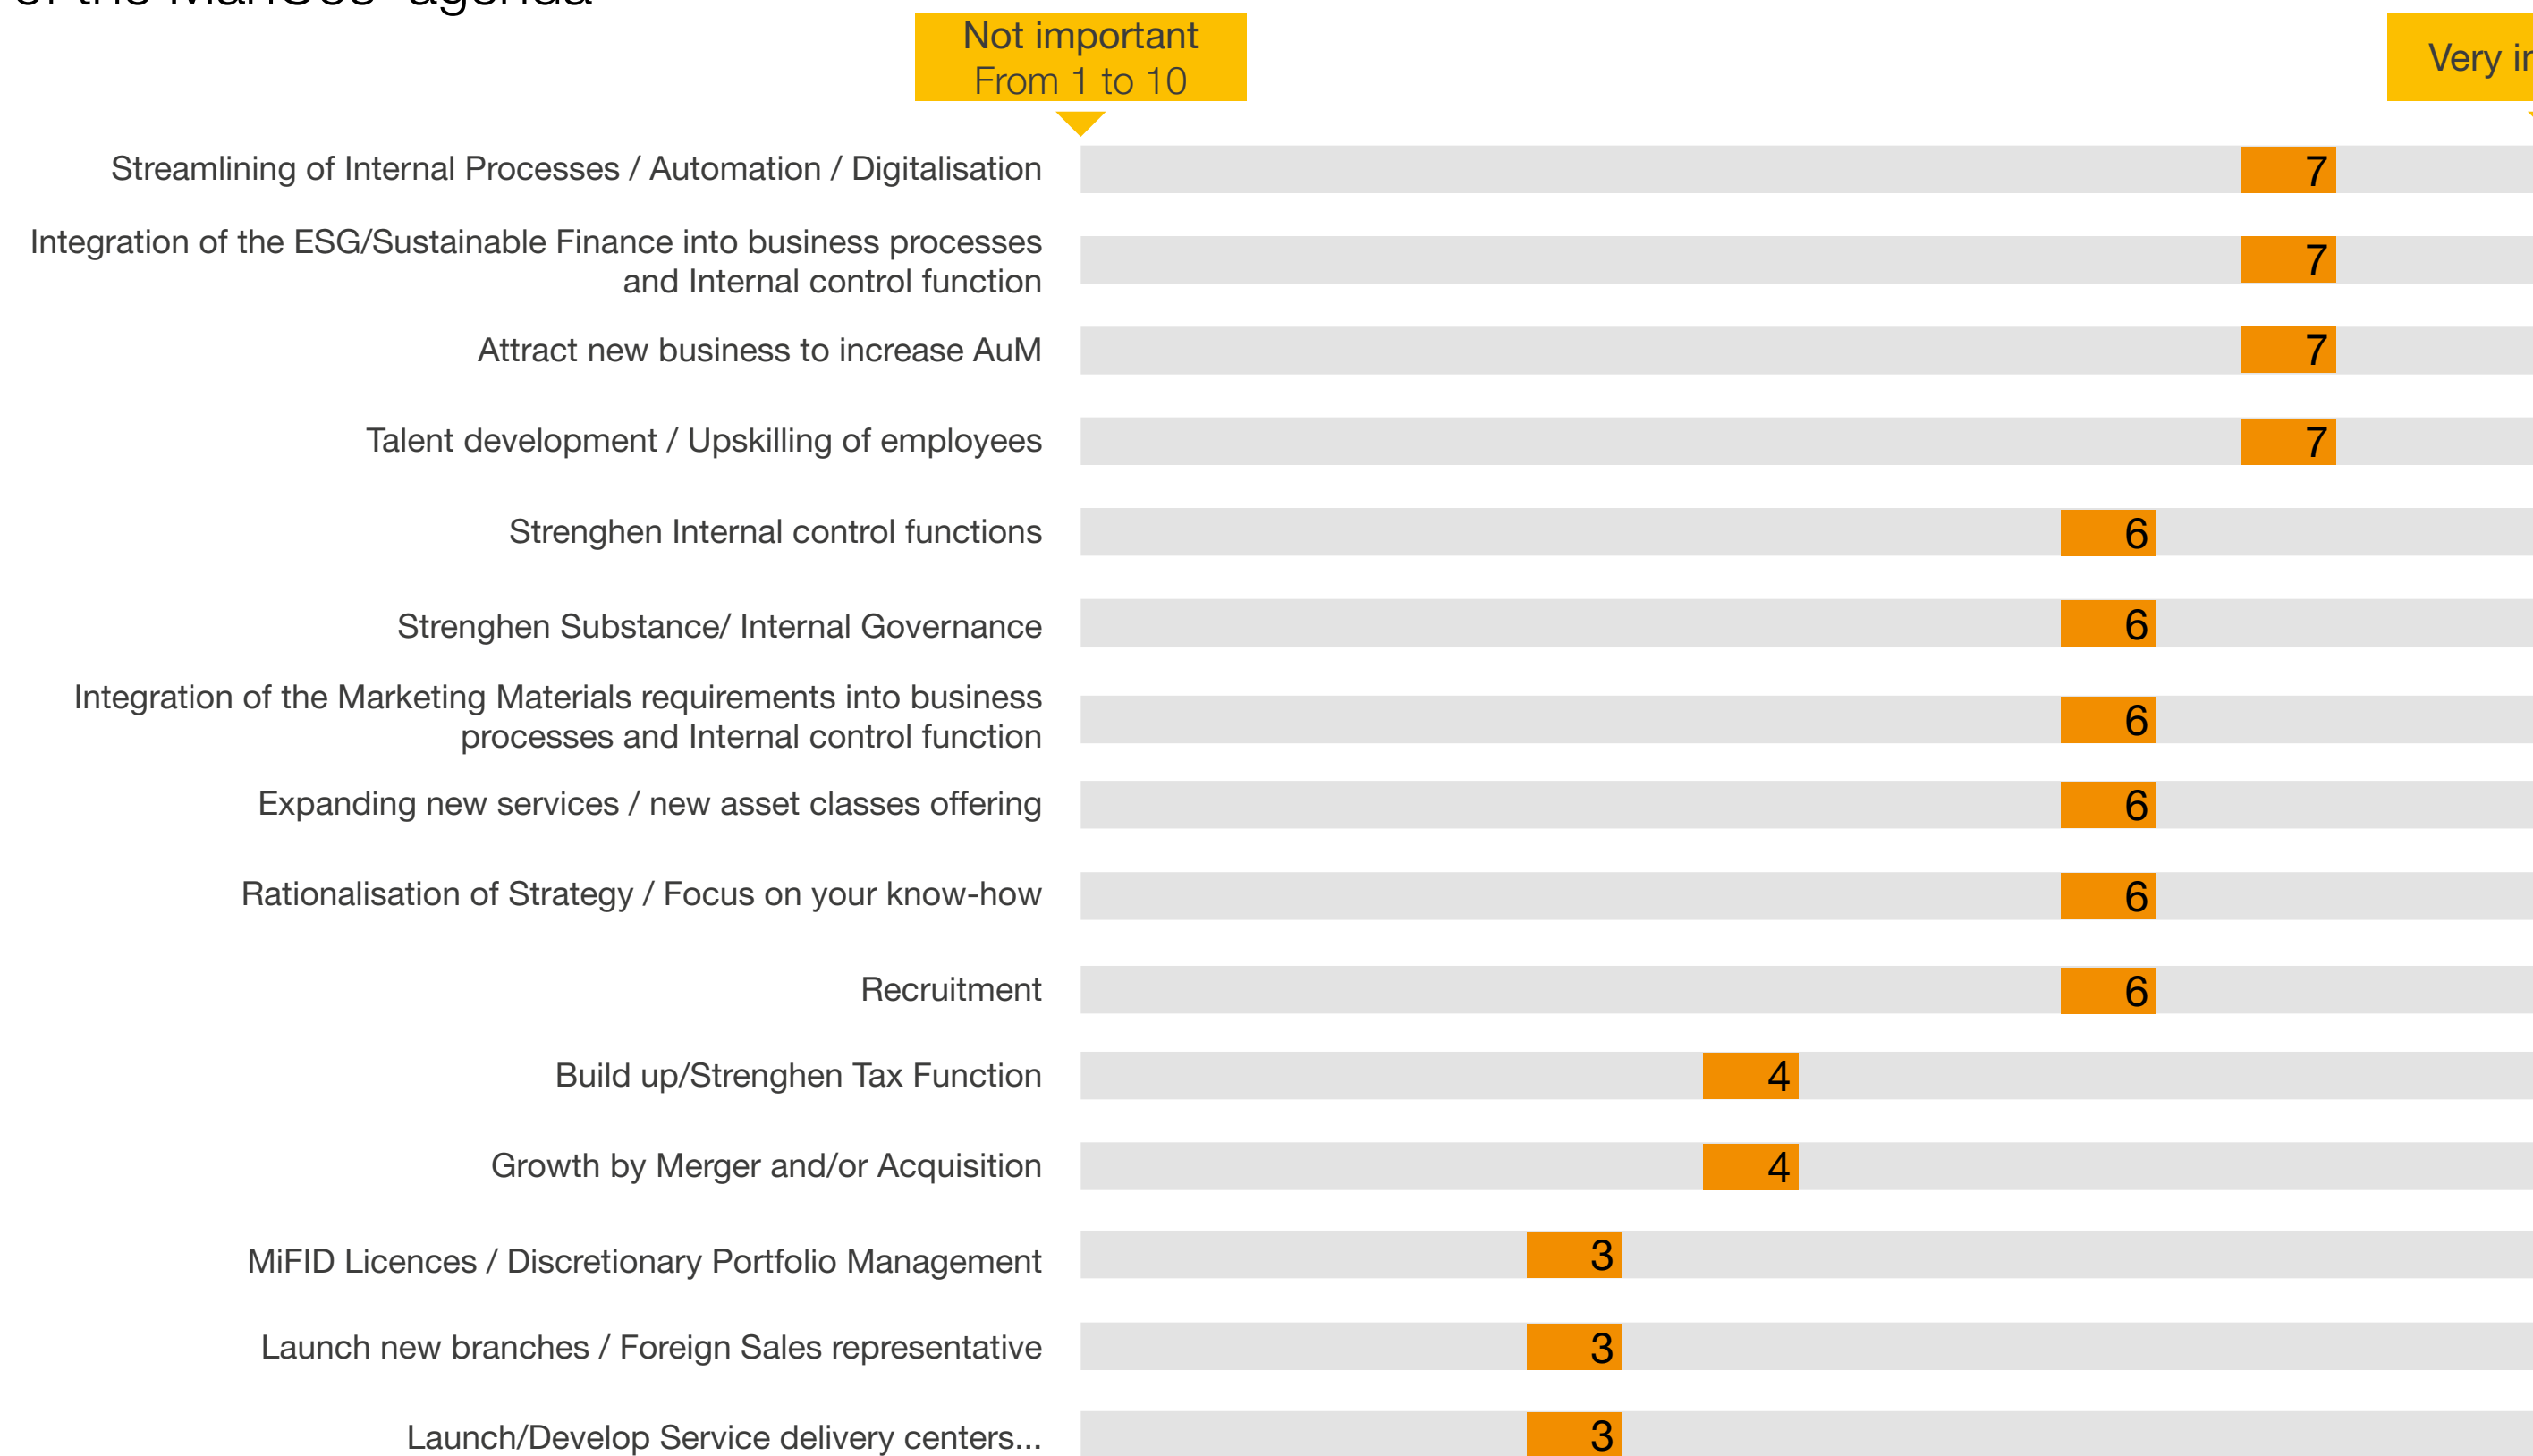 of the ManCos' agenda
Not important
From 1 to 10
Very
Streamlining of Internal Processes / Automation / Digitalisation
7
Integration of the ESG/Sustainable Finance into business processes
and Internal control function
7
Attract new business to increase AuM
7
Talent development / Upskilling of employees
7
Strenghen Internal control functions
6
Strenghen Substance/ Internal Governance
6
Integration of the Marketing Materials requirements into business
processes and Internal control function
6
Expanding new services / new asset classes offering
6
Rationalisation of Strategy / Focus on your know-how
6
Recruitment
6
Build up/Strenghen Tax Function
4
Growth by Merger and/or Acquisition
4
MiFID Licences / Discretionary Portfolio Management
3
Launch new branches / Foreign Sales representative
3
Launch/Develop Service delivery centers...
3